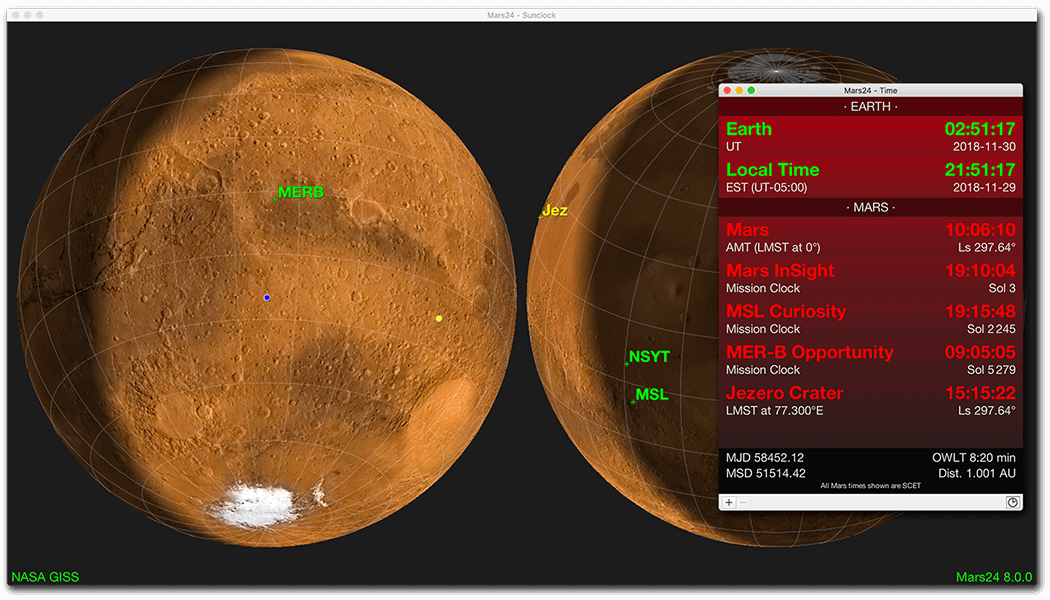 Mars24 - Sunclock
MERB
Jez
NSYT
MSL
Mars24 - Time
· EARTH ·
Earth 02:51:17
UT 2018-11-30
Local Time 21:51:17
EST (UT-05:00) 2018-11-29
· MARS ·
Mars 10:06:10
AMT (LMST at 0°) Ls 297.64°
Mars InSight 19:10:04
Mission Clock Sol 3
MSL Curiosity 19:15:48
Mission Clock Sol 2245
MER-B Opportunity 09:05:05
Mission Clock Sol 5279
Jezero Crater 15:15:22
LMST at 77.300°E Ls 297.64°
MJD 58452.12 OWLT 8:20 min
MSD 51514.42 Dist. 1.001 AU
All Mars times shown are SCET
NASA GISS
Mars24 8.0.0